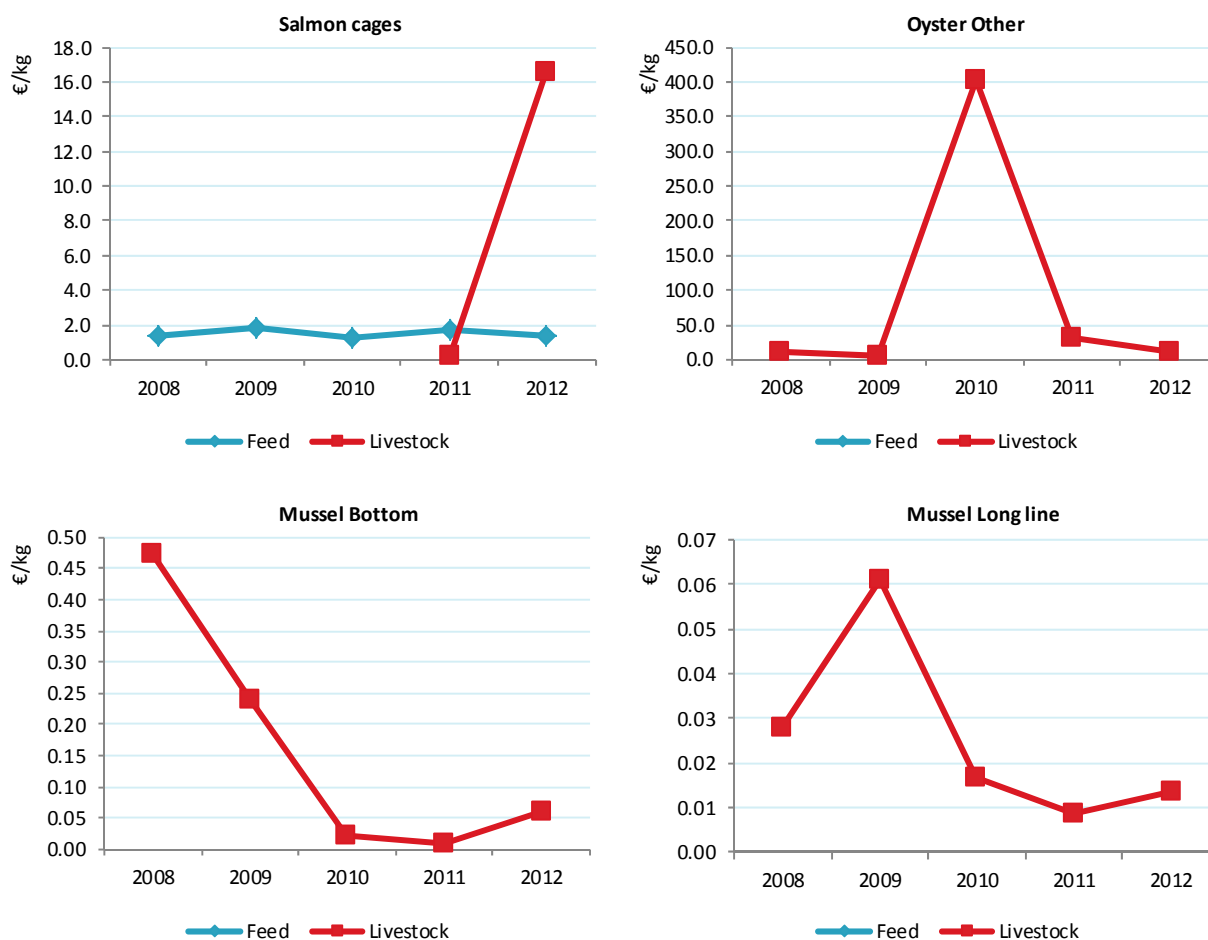 Salmon cages
€/kg
18.0
16.0
14.0
12.0
10.0
8.0
6.0
4.0
2.0
0.0
2008 2009 2010 2011 2012
Feed Livestock
Oyster Other
€/kg
450.0
400.0
350.0
300.0
250.0
200.0
150.0
100.0
50.0
0.0
2008 2009 2010 2011 2012
Feed Livestock
Mussel Bottom
€/kg
0.50
0.45
0.40
0.35
0.30
0.25
0.20
0.15
0.10
0.05
0.00
2008 2009 2010 2011 2012
Feed Livestock
Mussel Long line
€/kg
0.07
0.06
0.05
0.04
0.03
0.02
0.01
0.00
2008 2009 2010 2011 2012
Feed Livestock